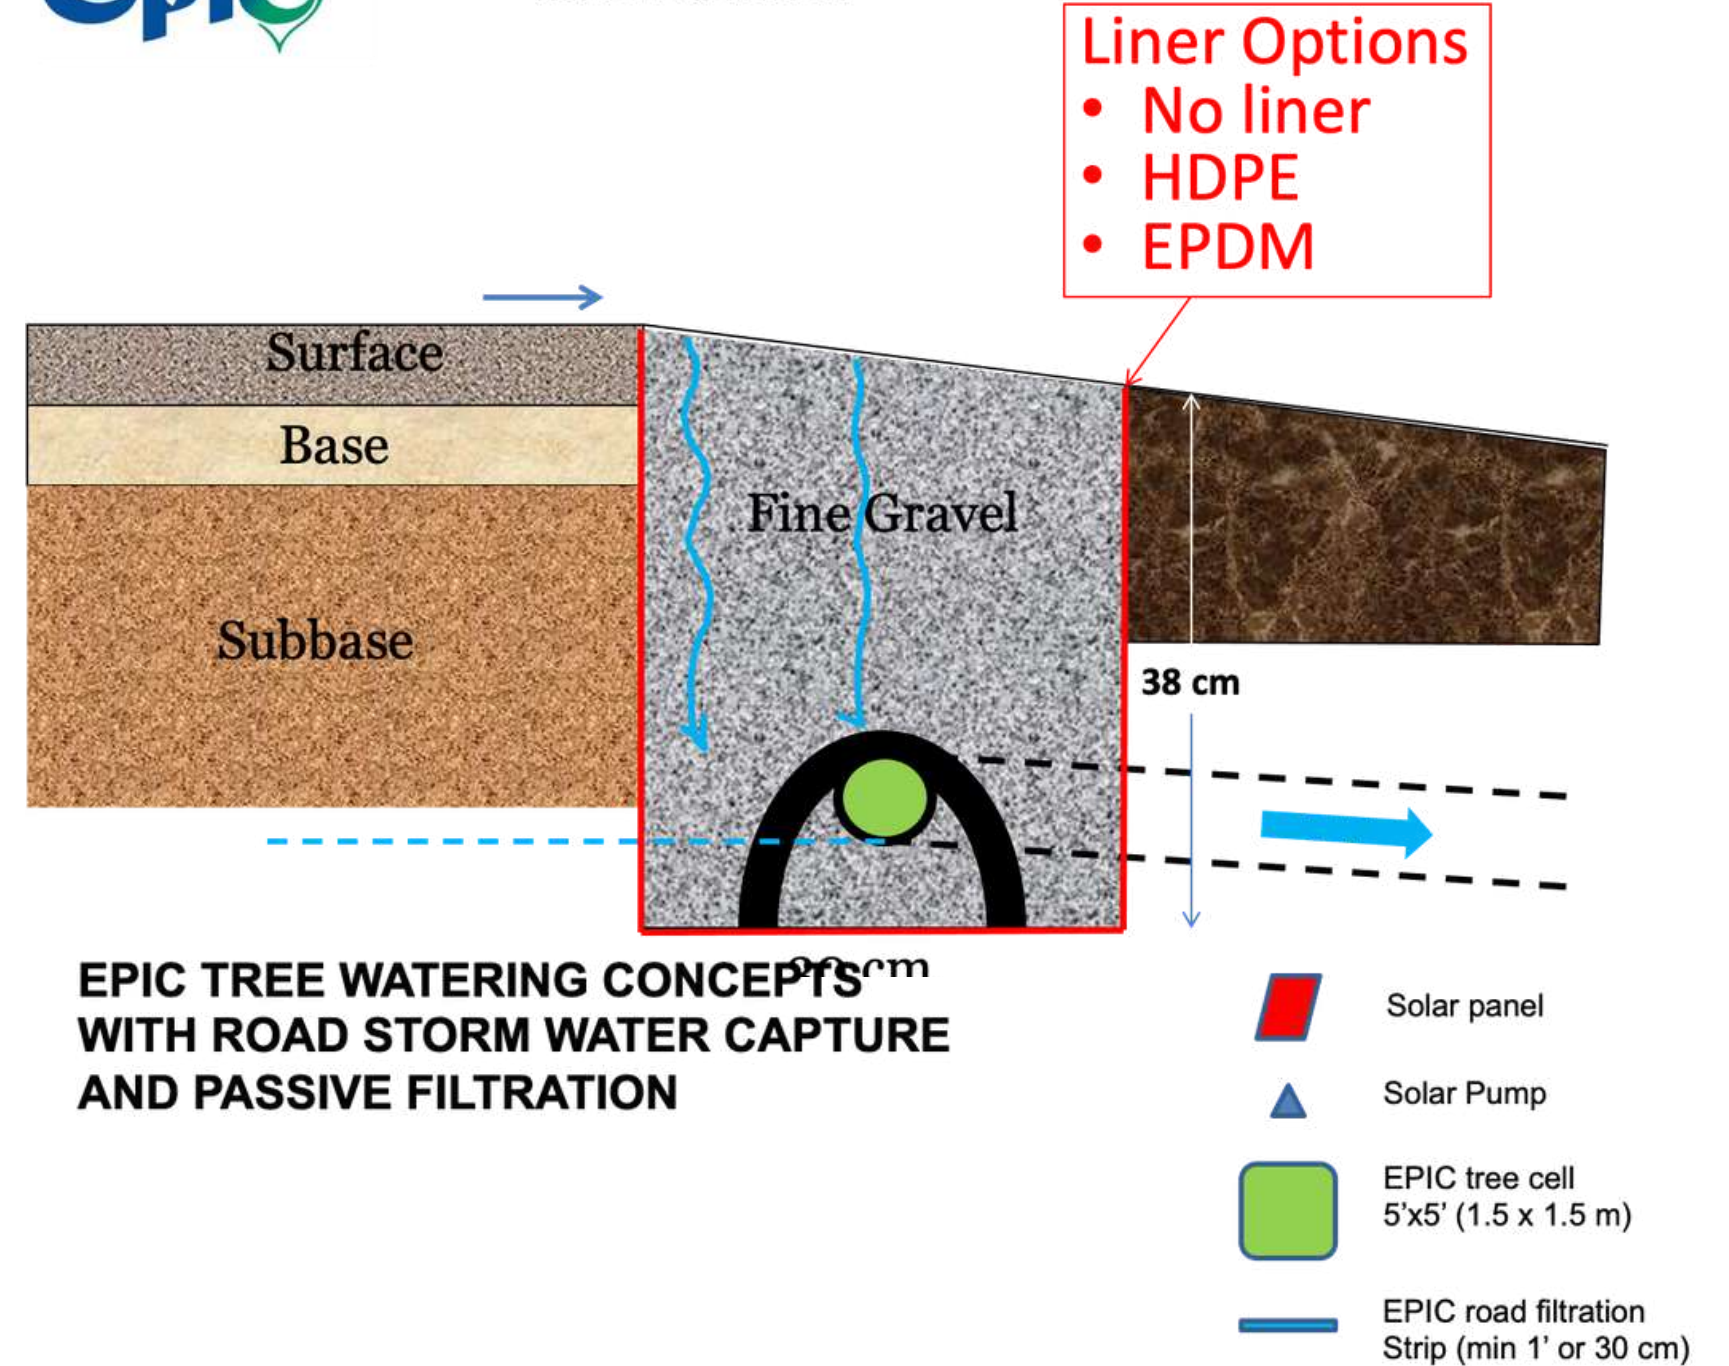 epic
Liner Options
• No liner
• HDPE
• EPDM
Surface
Base
Fine Gravel
Subbase
38 cm
cm
EPIC TREE WATERING CONCEPTS
WITH ROAD STORM WATER CAPTURE
AND PASSIVE FILTRATION
Solar panel
Solar Pump
EPIC tree cell
5’x5’ (1.5 x 1.5 m)
EPIC road filtration
Strip (min 1’ or 30 cm)